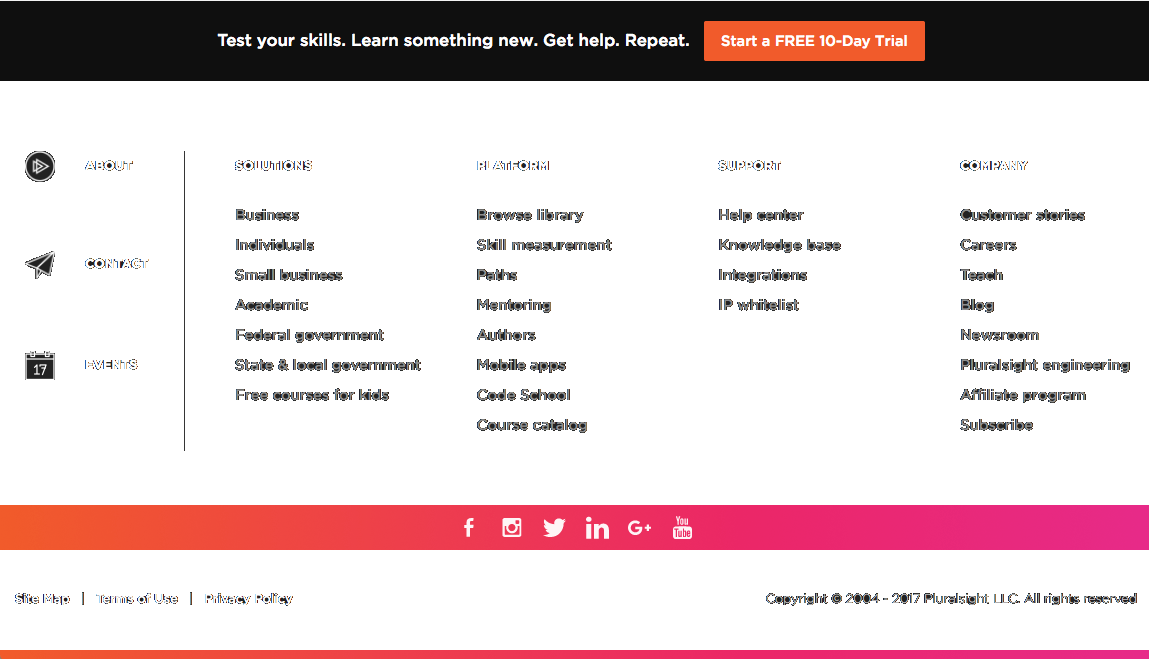 Test your skills. Learn something new. Get help. Repeat.
Start a FREE 10-Day Trial
ABOUT
CONTACT
17
EVENTS
SOLUTIONS
Business
Individuals
Small business
Academic
Federal government
State & local government
Free courses for kids
PLATFORM
Browse library
Skill measurement
Paths
Mentoring
Authors
Mobile apps
Code School
Course catalog
SUPPORT
Help center
Knowledge base
Integrations
IP whitelist
COMPANY
Customer stories
Careers
Teach
Blog
Newsroom
Pluralsight engineering
Affiliate program
Subscribe
f
in
G+
You
Tube
Site Map | Terms of Use | Privacy Policy
Copyright © 2004 - 2017 Pluralsight LLC. All rights reserved